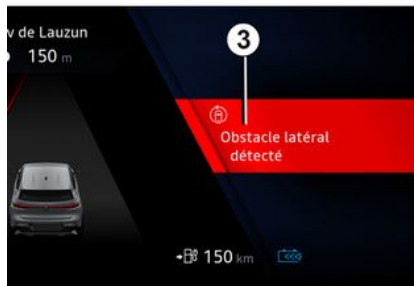 v de Lauzun
150 m
3
Obstacle latéral
détecté
150 km